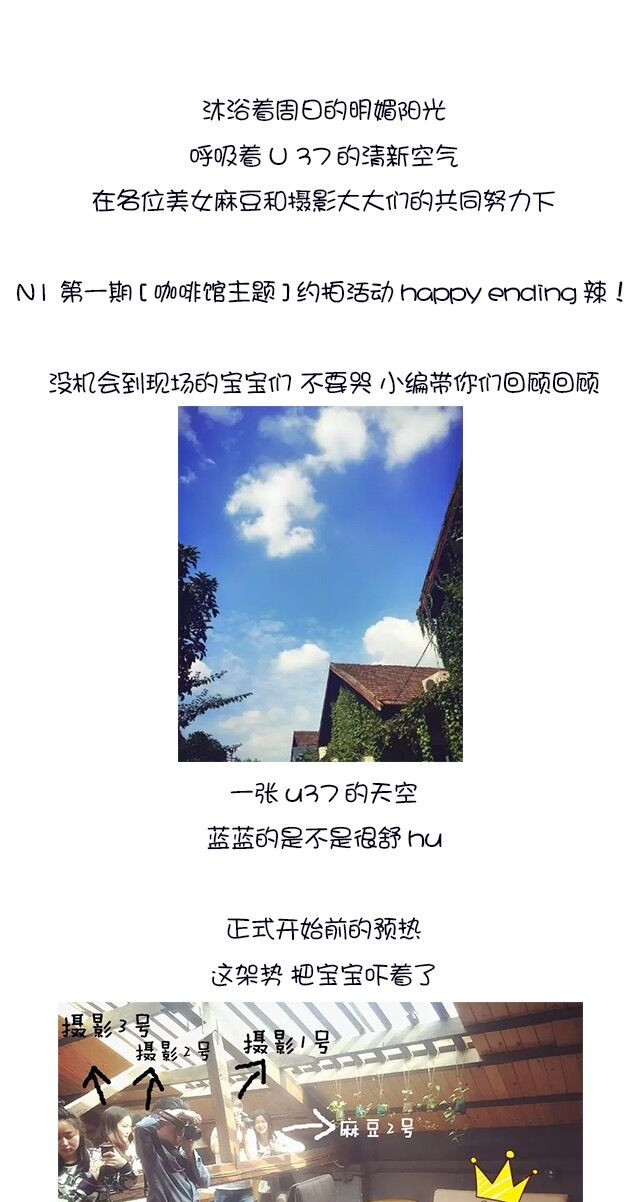 沐浴着周日的明媚阳光
呼吸着 U 37 的清新空气
在各位美女麻豆和摄影大大们的共同努力下
N1 第一期 [ 咖啡馆主题 ] 约拍活动 happy ending 辣！
没机会到现场的宝宝们 不要哭 小编带你们回顾回顾
一张 U37 的天空
蓝蓝的是不是很舒 hu
正式开始前的预热
这架势 把宝宝吓着了
摄影3号
摄影2号
摄影1号
麻豆2号